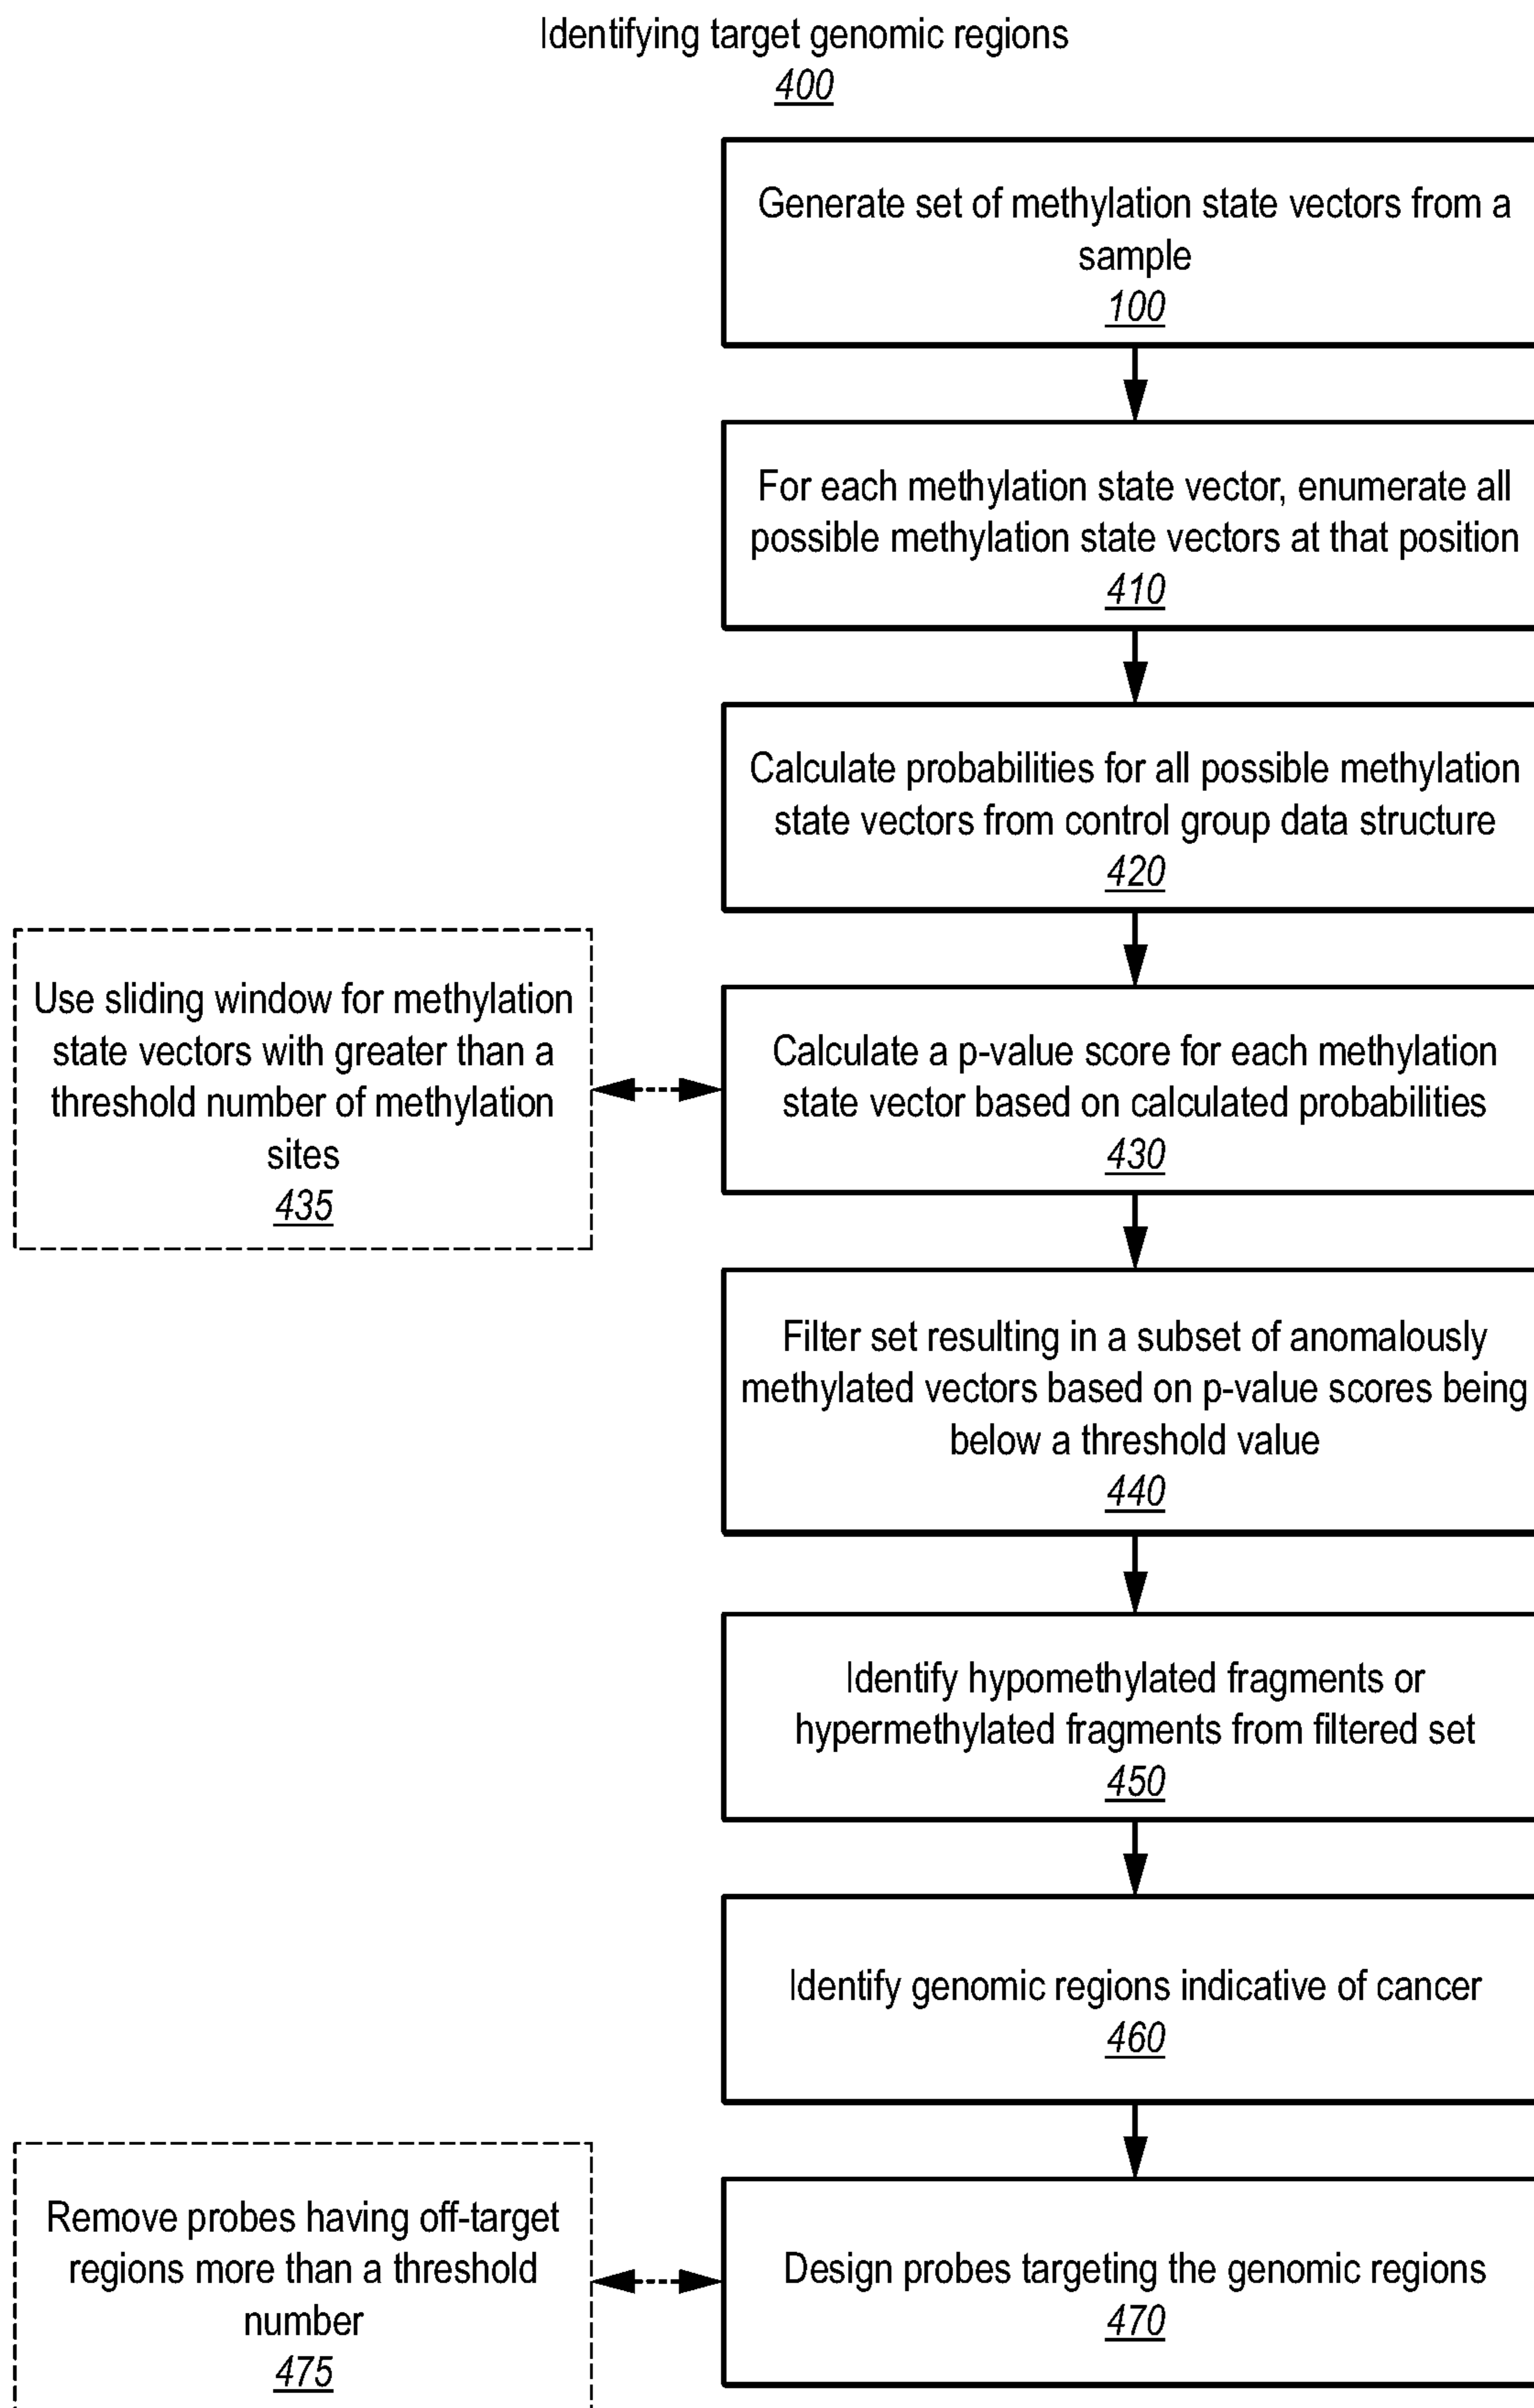 Identifying target genomic regions
400
Generate set of methylation state vectors from a
sample
100
For each methylation state vector, enumerate all
possible methylation state vectors at that position
410
Calculate probabilities for all possible methylation
state vectors from control group data structure
420
Use sliding window for methylation
state vectors with greater than a
threshold number of methylation
sites
435
Calculate a p-value score for each methylation
state vector based on calculated probabilities
430
Filter set resulting in a subset of anomalously
methylated vectors based on p-value scores being
below a threshold value
440
Identify hypomethylated fragments or
hypermethylated fragments from filtered set
450
Identify genomic regions indicative of cancer
460
Remove probes having off-target
regions more than a threshold
number
475
Design probes targeting the genomic regions
470